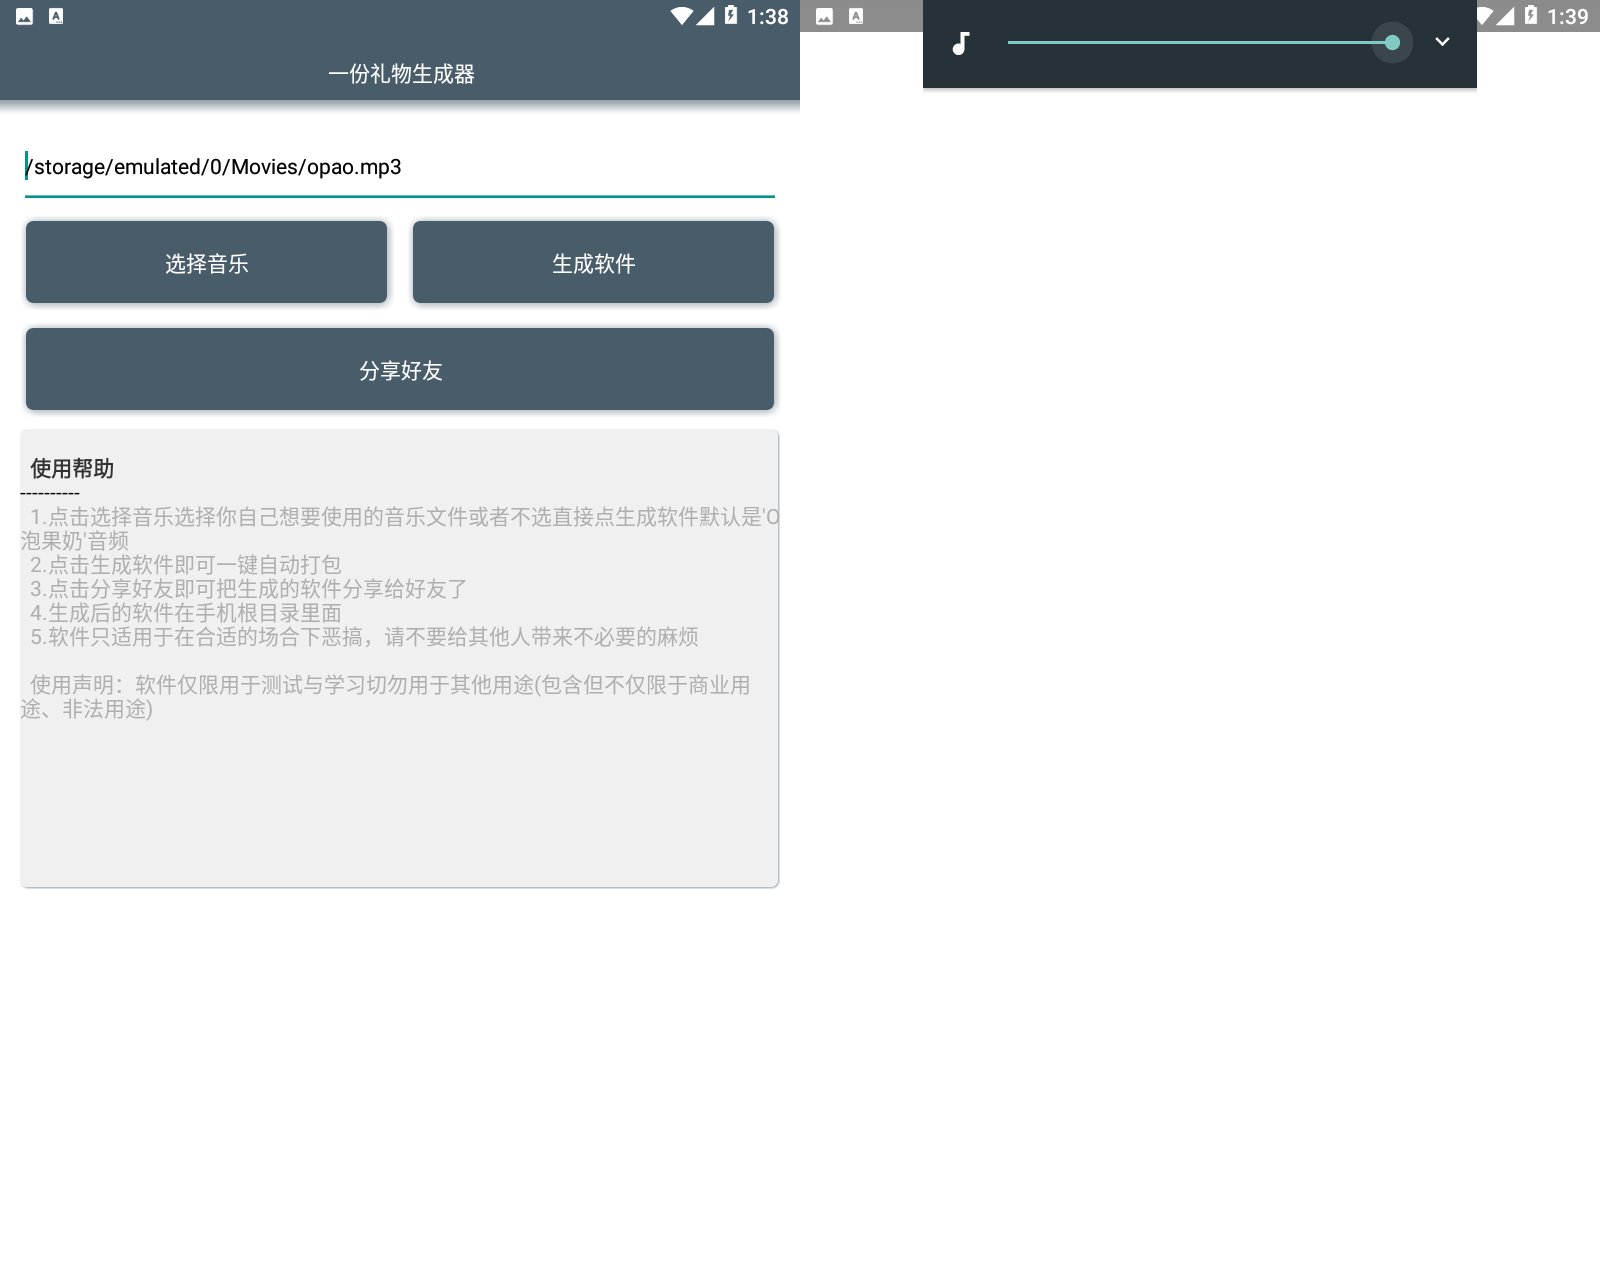 1:38
一份礼物生成器
/storage/emulated/0/Movies/opao.mp3
选择音乐
生成软件
分享好友
使用帮助
----------
1.点击选择音乐选择你自己想要使用的音乐文件或者不选直接点生成软件默认是'O
泡果奶'音频
2.点击生成软件即可一键自动打包
3.点击分享好友即可把生成的软件分享给好友了
4.生成后的软件在手机根目录里面
5.软件只适用于在合适的场合下恶搞，请不要给其他人带来不必要的麻烦
使用声明：软件仅限用于测试与学习切勿用于其他用途(包含但不仅限于商业用
途、非法用途)
1:39